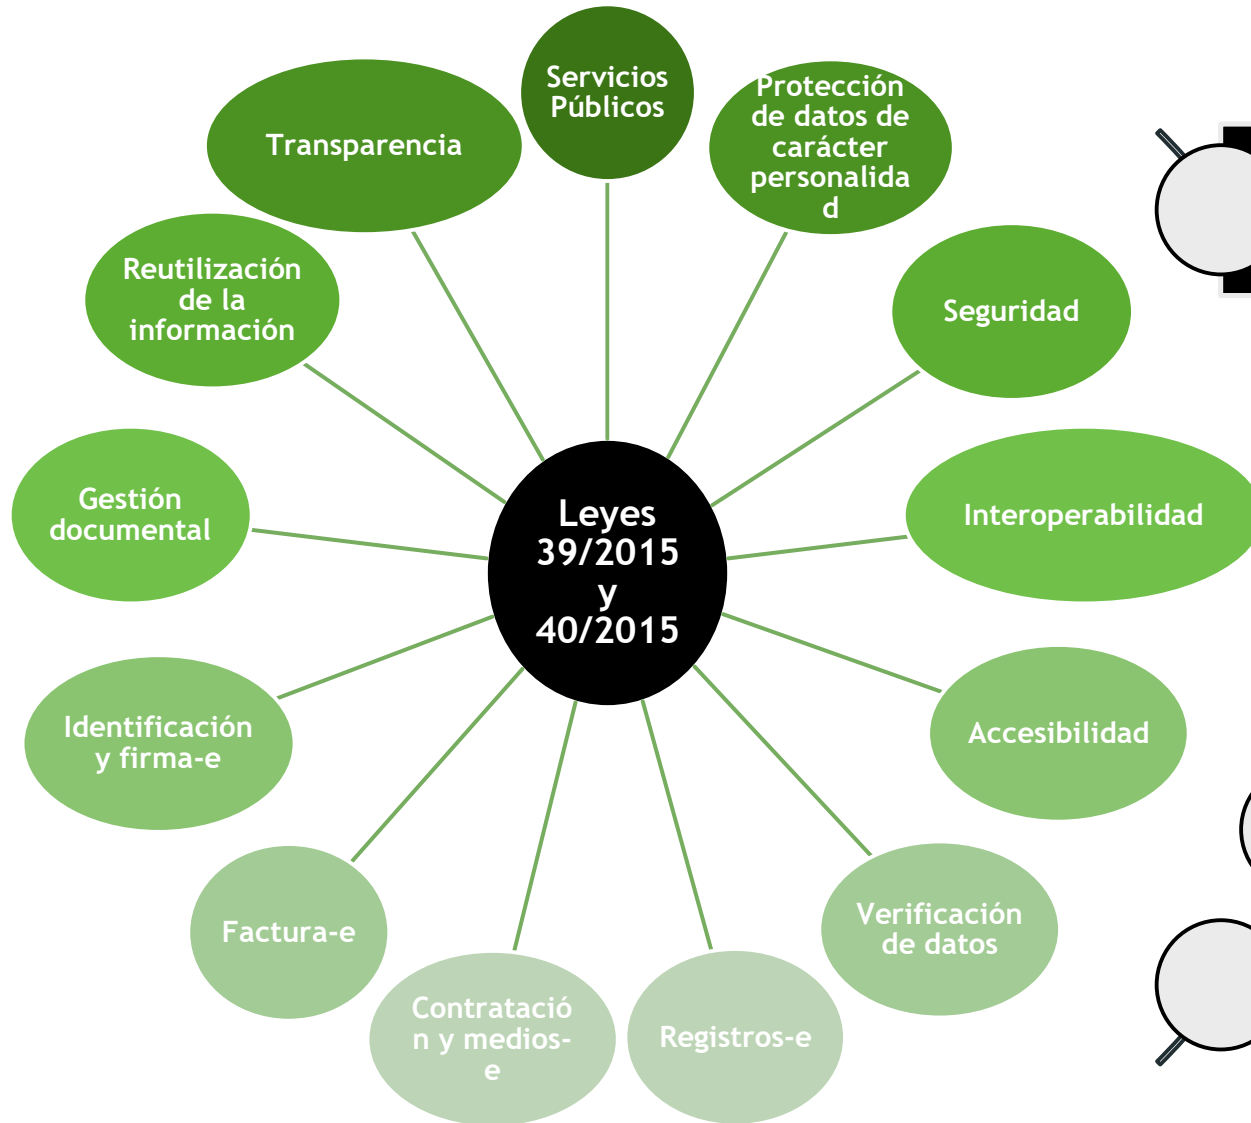 Servicios
Públicos
Protección
de datos de
carácter
personalida
d
Seguridad
Interoperabilidad
Accesibilidad
Verificación
de datos
Registros-e
Contratació
n y medios-
e
Factura-e
Identificación
y firma-e
Gestión
documental
Reutilización
de la
información
Transparencia
Leyes
39/2015
y
40/2015